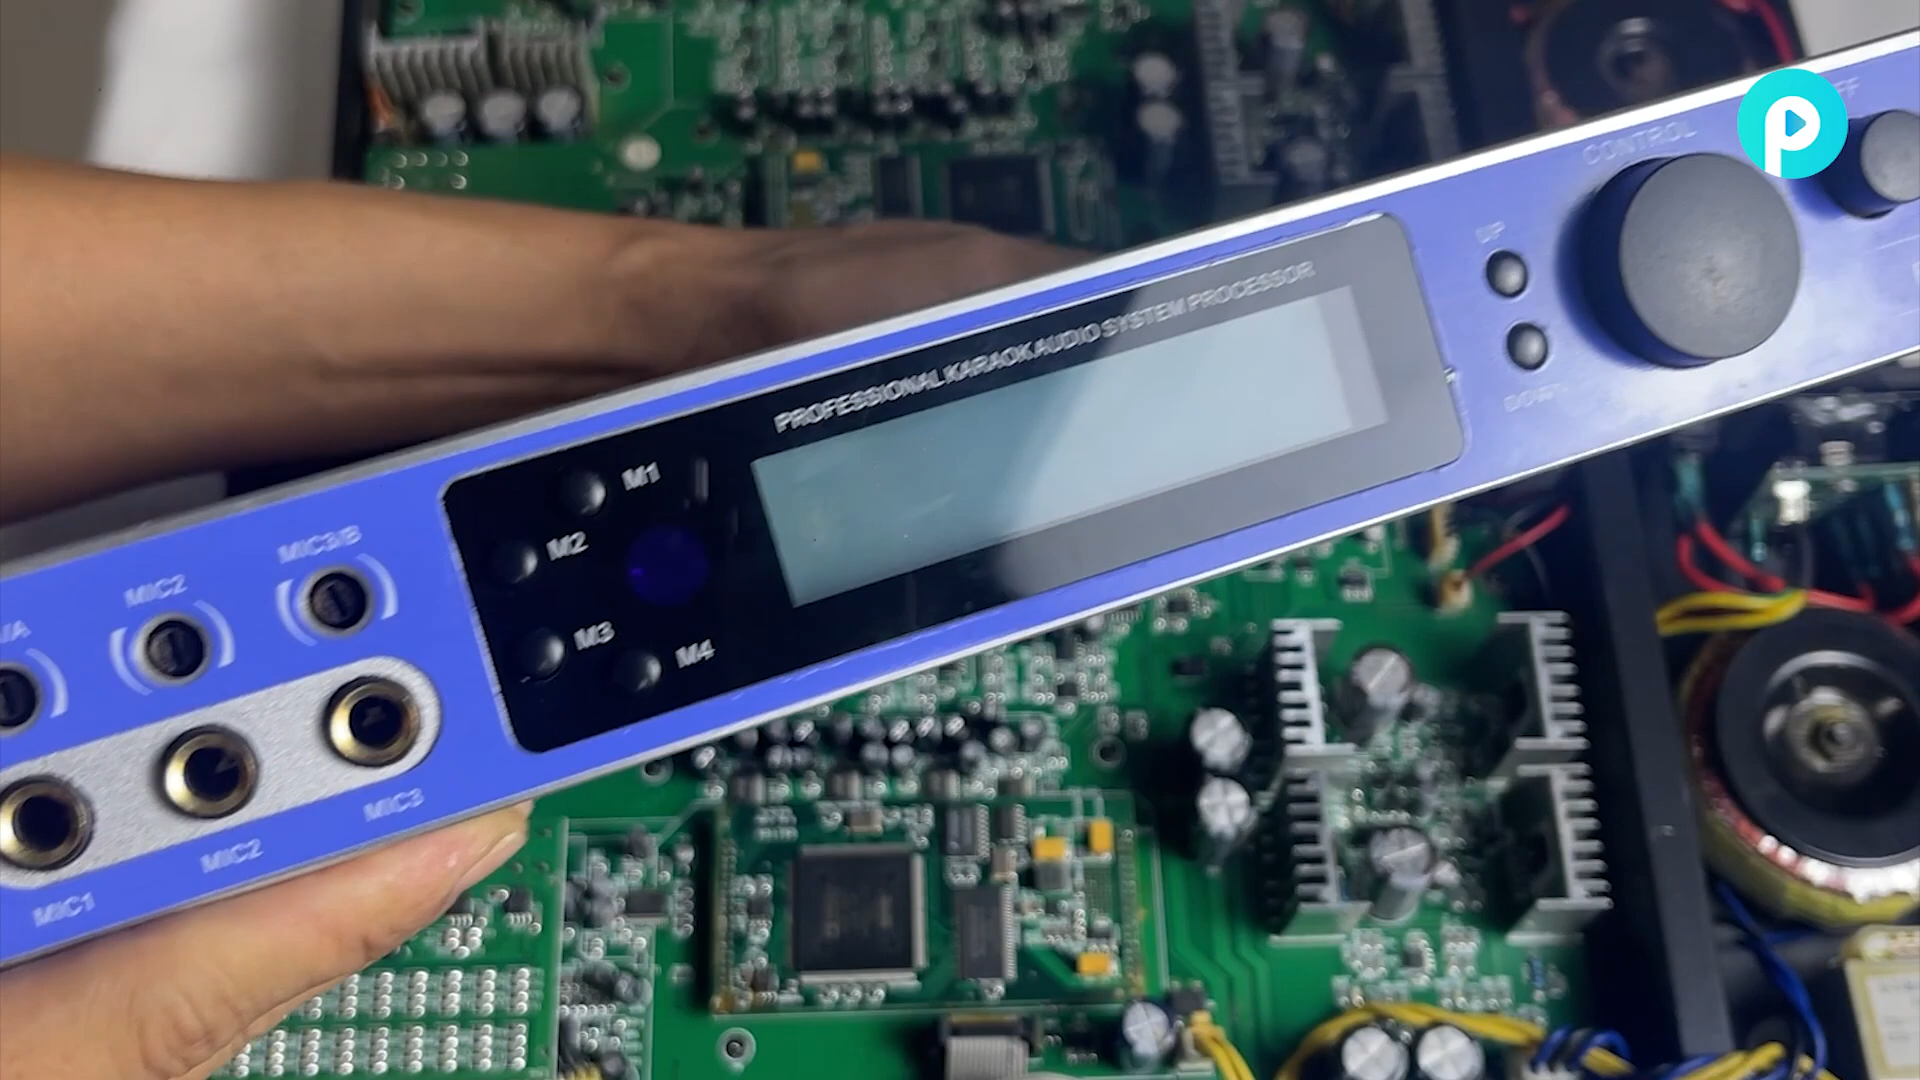 PROFESSIONAL KARAOK AUDIO SYSTEM PROCESSOR
CONTROL
UP
DOWN
M1
M2
M3
M4
MIC3/B
MIC2
MIC3
MIC2
MIC1